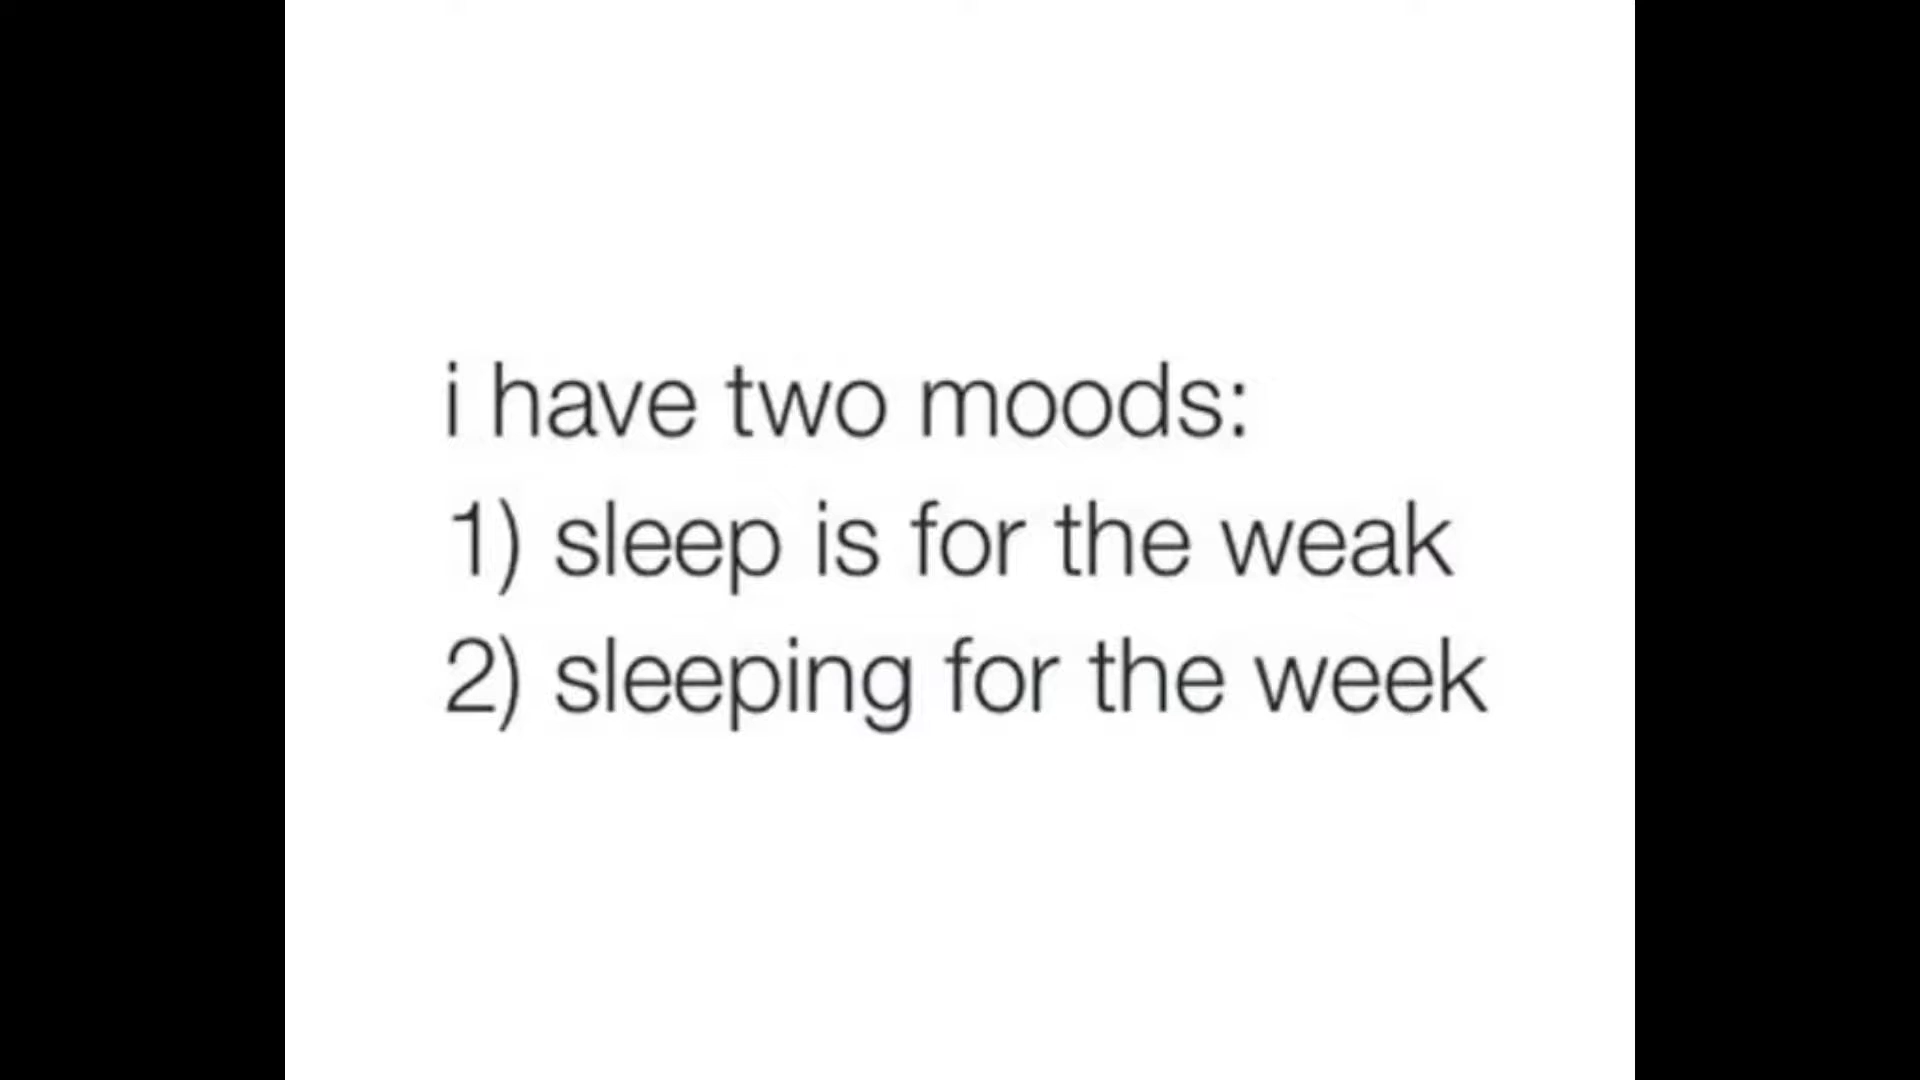 i have two moods:
1) sleep is for the weak
2) sleeping for the week